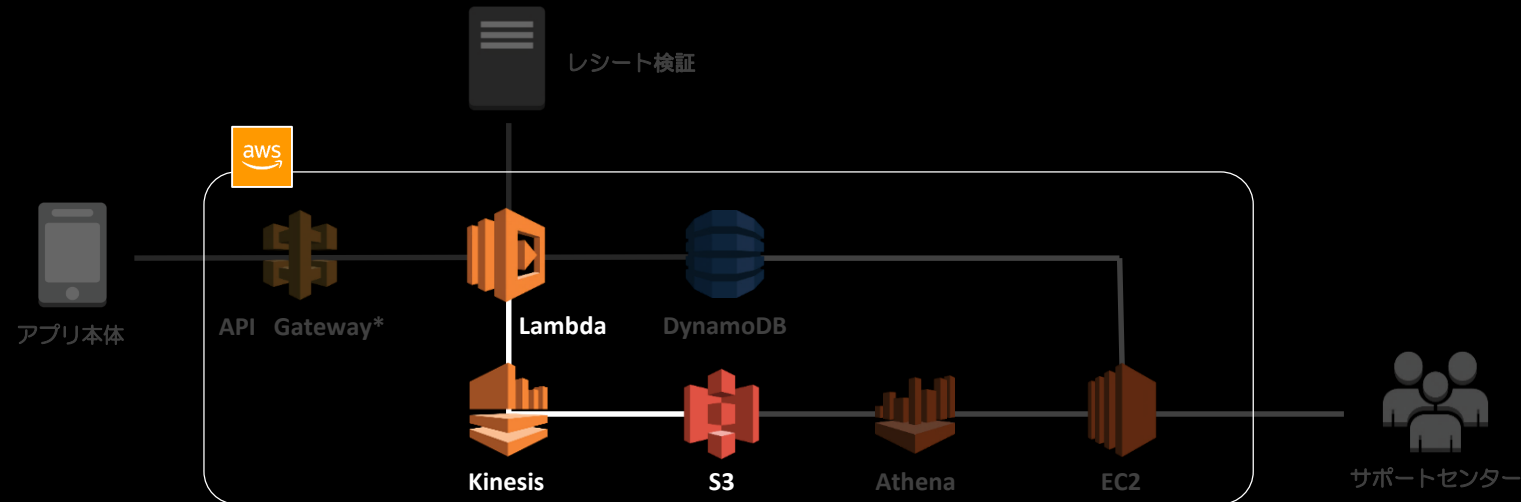 レシート検証
aws
アプリ本体
API Gateway*
Lambda
DynamoDB
Kinesis
S3
Athena
EC2
サポートセンター